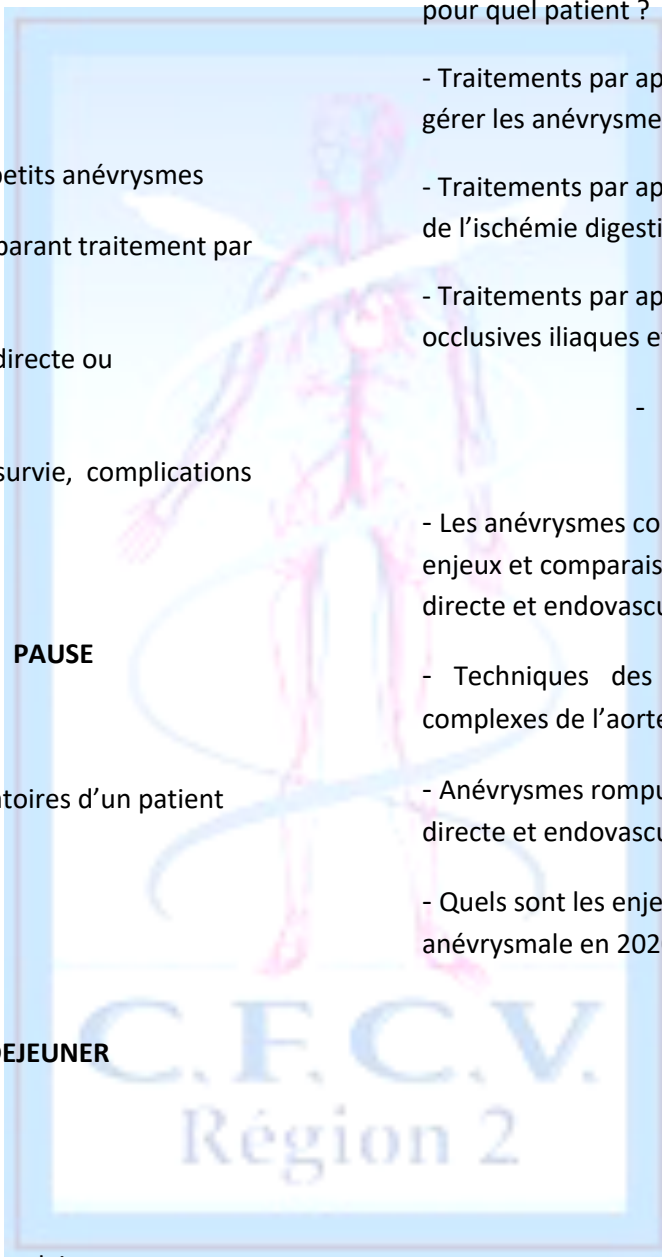 petits anévrysmes
parant traitement par
directe ou
survie, complications
PAUSE
atoires d'un patient
DEJEUNER
pour quel patient ?
- Traitements par ap
gérer les anévrysme
- Traitements par ap
de l'ischémie digesti
- Traitements par ap
occlusives iliaques e
-
- Les anévrysmes co
enjeux et comparais
directe et endovascu
- Techniques des
complexes de l'aorte
- Anévrysmes rompu
directe et endovascu
- Quels sont les enje
anévrysmale en 202
C.F.C.V.
Région 2